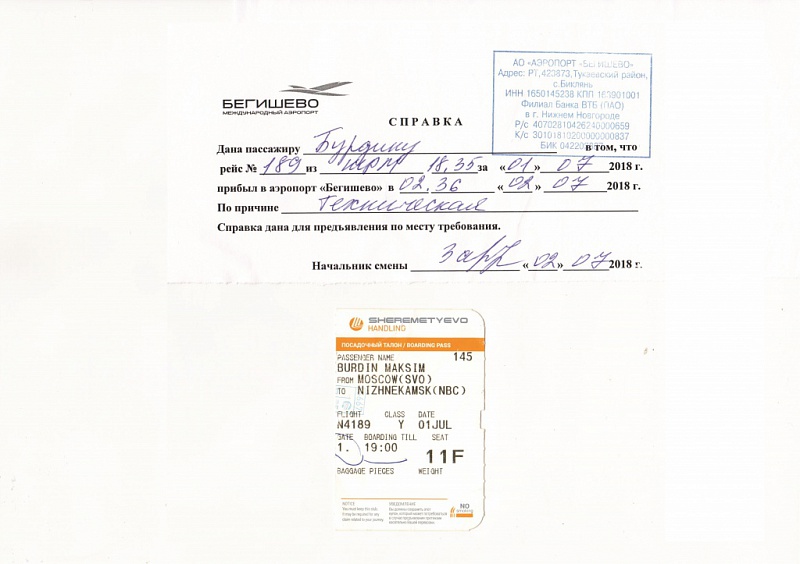 АО «АЭРОПОРТ «БЕГИШЕВО»
Адрес: РТ,423873,Тукаевский район,
с.Биклянь
ИНН 1650145238 КПП 163901001
Филиал Банка ВТБ (ПАО)
в г. Нижнем Новгороде
Р/с 40702810426240000659
К/с 30101810200000000837
БИК 042202
БЕГИШЕВО
МЕЖДУНАРОДНЫЙ АЭРОПОРТ
СПРАВКА
Дана пассажиру Бурдину в том, что
рейс № 189 из 18,35 за «01» 07 2018 г.
прибыл в аэропорт «Бегишево» в 02,36 «02» 07 2018 г.
По причине Техническая
Справка дана для предъявления по месту требования.
Начальник смены «02» 07 2018 г.
SHEREMETYEVO
HANDLING
ПОСАДОЧНЫЙ ТАЛОН / BOARDING PASS
PASSENGER NAME 145
BURDIN MAKSIM
FROM MOSCOW(SVO)
TO NIZHNEKAMSK(NBC)
FLIGHT CLASS DATE
N4189 Y 01JUL
GATE BOARDING TILL SEAT
1. 19:00 11F
BAGGAGE PIECES WEIGHT
NOTICE
NO
smoking